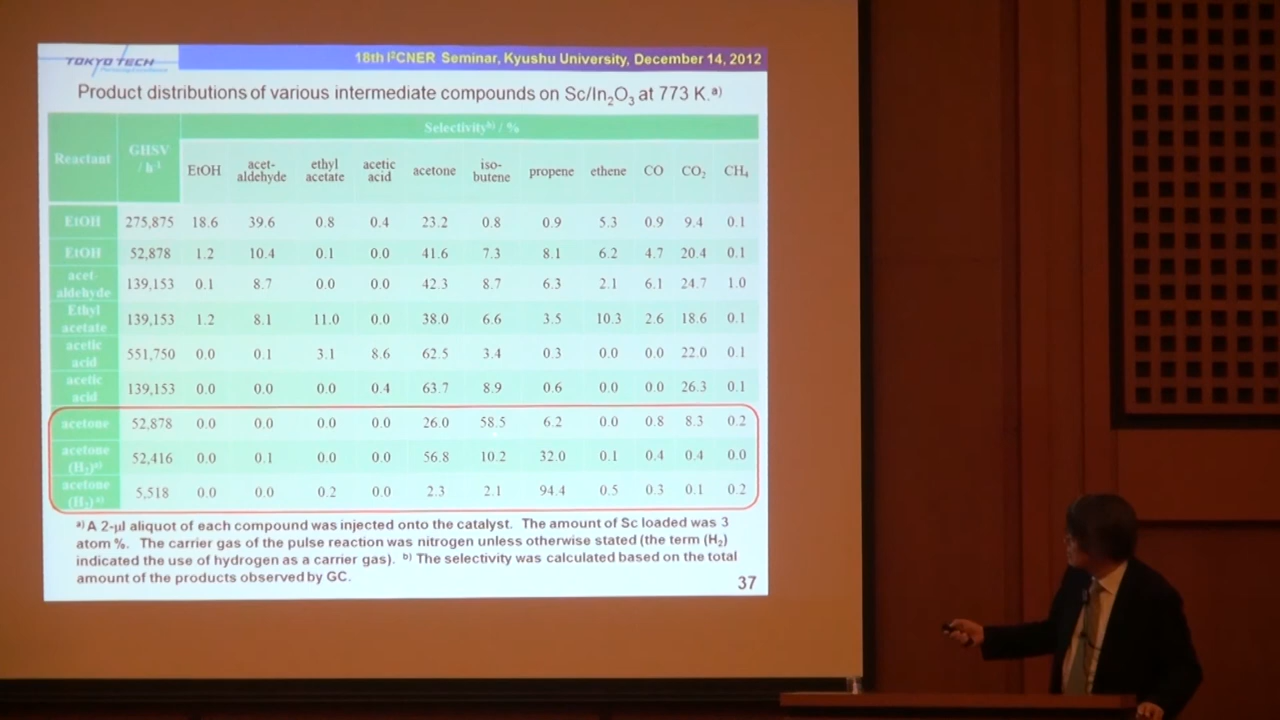 TOKYO TECH
18th I²CNER Seminar, Kyushu University, December 14, 2012
Product distributions of various intermediate compounds on Sc/In₂O₃ at 773 K.ᵃ⁾
Reactant GHSV / h⁻¹ Selectivityᵇ⁾ / %
EtOH acet-aldehyde ethyl acetate acetic acid acetone iso-butene propene ethene CO CO₂ CH₄
EtOH 275,875 18.6 39.6 0.8 0.4 23.2 0.8 0.9 5.3 0.9 9.4 0.1
EtOH 52,878 1.2 10.4 0.1 0.0 41.6 7.3 8.1 6.2 4.7 20.4 0.1
acet-aldehyde 139,153 0.1 8.7 0.0 0.0 42.3 8.7 6.3 2.1 6.1 24.7 1.0
Ethyl acetate 139,153 1.2 8.1 11.0 0.0 38.0 6.6 3.5 10.3 2.6 18.6 0.1
acetic acid 551,750 0.0 0.1 3.1 8.6 62.5 3.4 0.3 0.0 0.0 22.0 0.1
acetic acid 139,153 0.0 0.0 0.0 0.4 63.7 8.9 0.6 0.0 0.0 26.3 0.1
acetone 52,878 0.0 0.0 0.0 0.0 26.0 58.5 6.2 0.0 0.8 8.3 0.2
acetone (H₂)ᵃ⁾ 52,416 0.0 0.1 0.0 0.0 56.8 10.2 32.0 0.1 0.4 0.4 0.0
acetone (H₂)ᵃ⁾ 5,518 0.0 0.0 0.2 0.0 2.3 2.1 94.4 0.5 0.3 0.1 0.2
ᵃ⁾ A 2-μl aliquot of each compound was injected onto the catalyst. The amount of Sc loaded was 3
atom %. The carrier gas of the pulse reaction was nitrogen unless otherwise stated (the term (H₂)
indicated the use of hydrogen as a carrier gas). ᵇ⁾ The selectivity was calculated based on the total
amount of the products observed by GC.
37